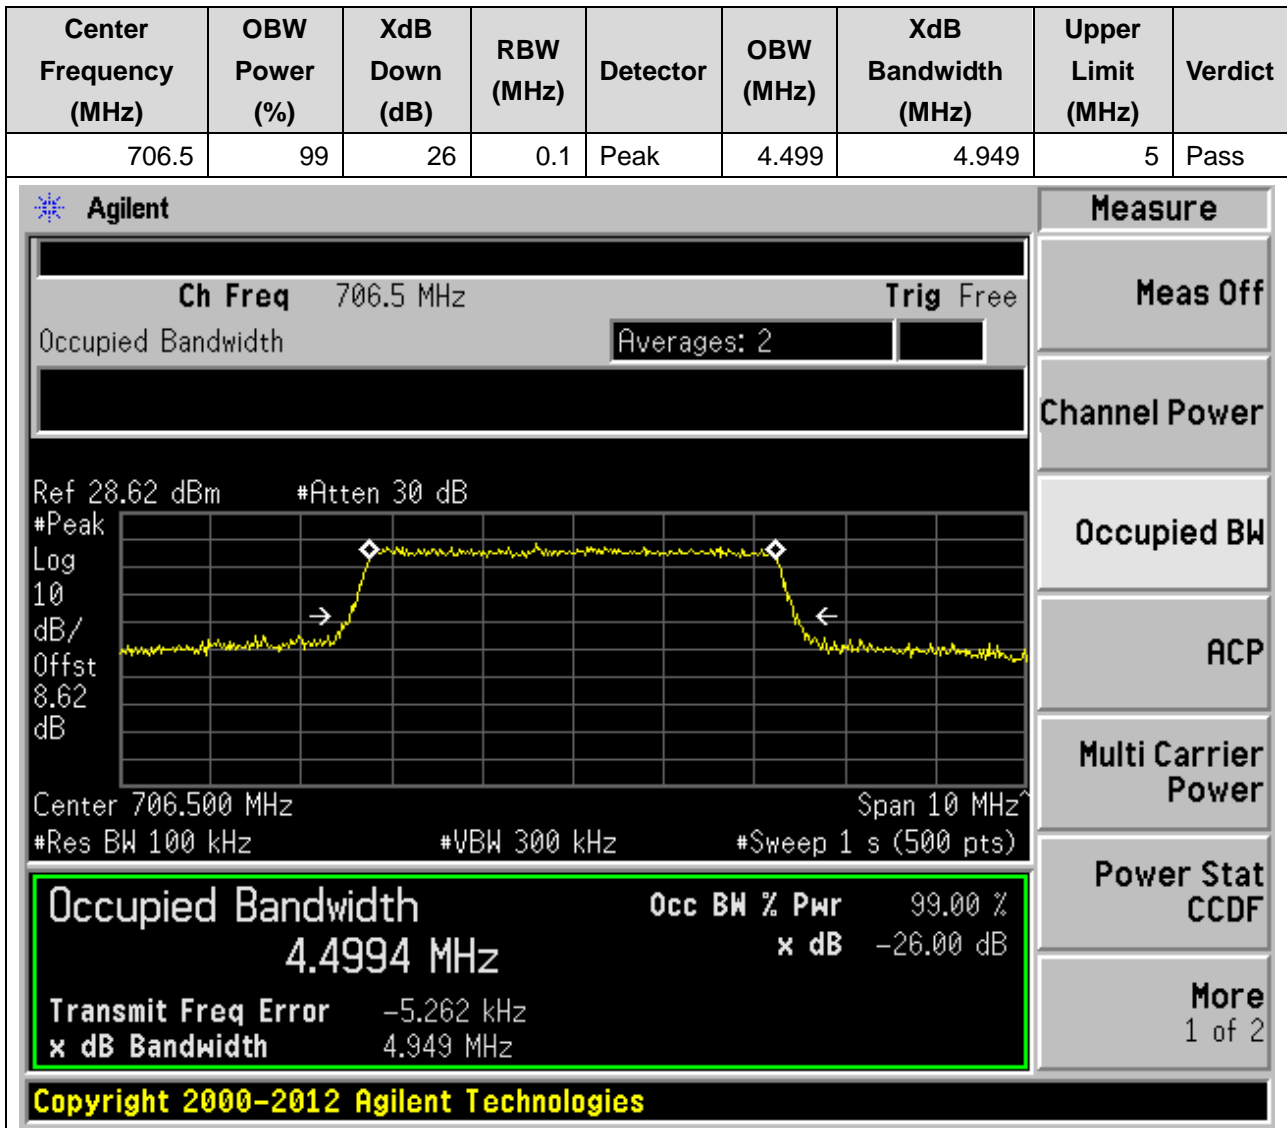 Center Frequency (MHz) OBW Power (%) XdB Down (dB) RBW (MHz) Detector OBW (MHz) XdB Bandwidth (MHz) Upper Limit (MHz) Verdict
706.5 99 26 0.1 Peak 4.499 4.949 5 Pass
Agilent
Measure
Ch Freq 706.5 MHz Trig Free
Meas Off
Occupied Bandwidth Averages: 2
Channel Power
Ref 28.62 dBm #Atten 30 dB
#Peak
Log
10
dB/
Offst
8.62
dB
Occupied BW
ACP
Multi Carrier
Power
Center 706.500 MHz Span 10 MHz^
#Res BW 100 kHz #VBW 300 kHz #Sweep 1 s (500 pts)
Power Stat
CCDF
Occupied Bandwidth Occ BW % Pwr 99.00 %
4.4994 MHz x dB -26.00 dB
Transmit Freq Error -5.262 kHz
x dB Bandwidth 4.949 MHz
More
1 of 2
Copyright 2000-2012 Agilent Technologies